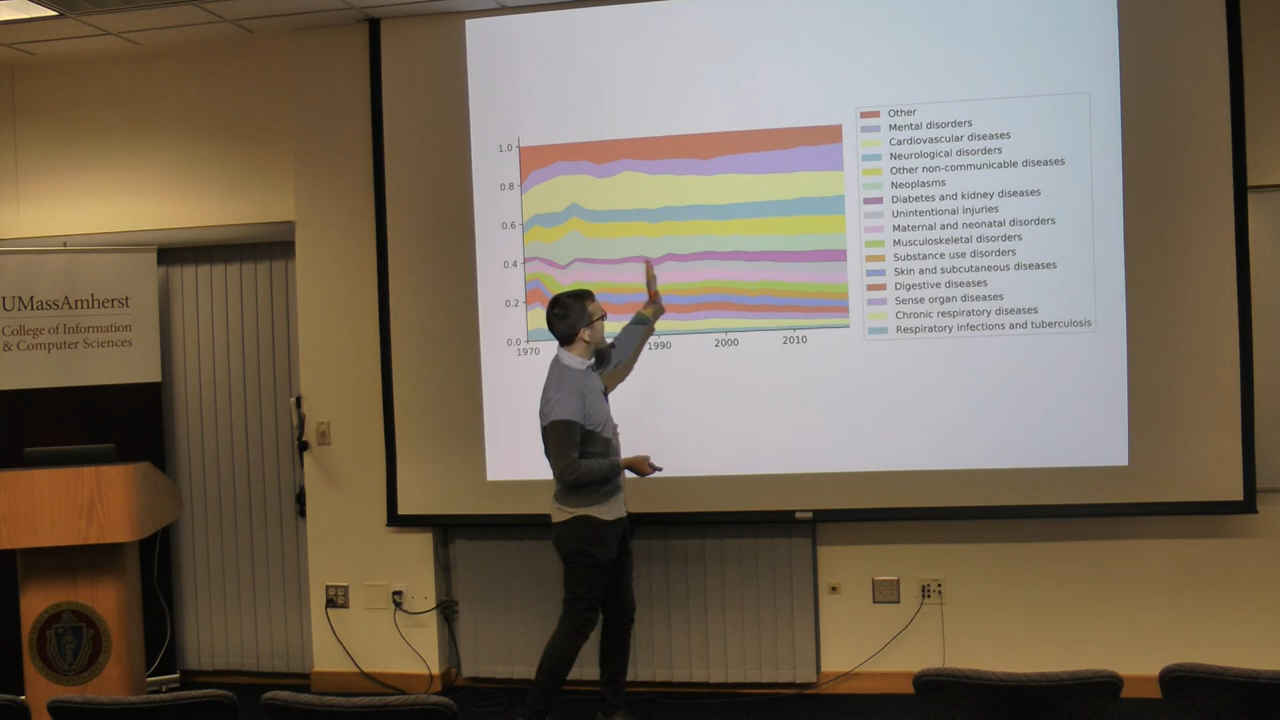 UMassAmherst
College of Information
& Computer Sciences
1.0
0.8
0.6
0.4
0.2
0.0
1970
1990
2000
2010
Other
Mental disorders
Cardiovascular diseases
Neurological disorders
Other non-communicable diseases
Neoplasms
Diabetes and kidney diseases
Unintentional injuries
Maternal and neonatal disorders
Musculoskeletal disorders
Substance use disorders
Skin and subcutaneous diseases
Digestive diseases
Sense organ diseases
Chronic respiratory diseases
Respiratory infections and tuberculosis